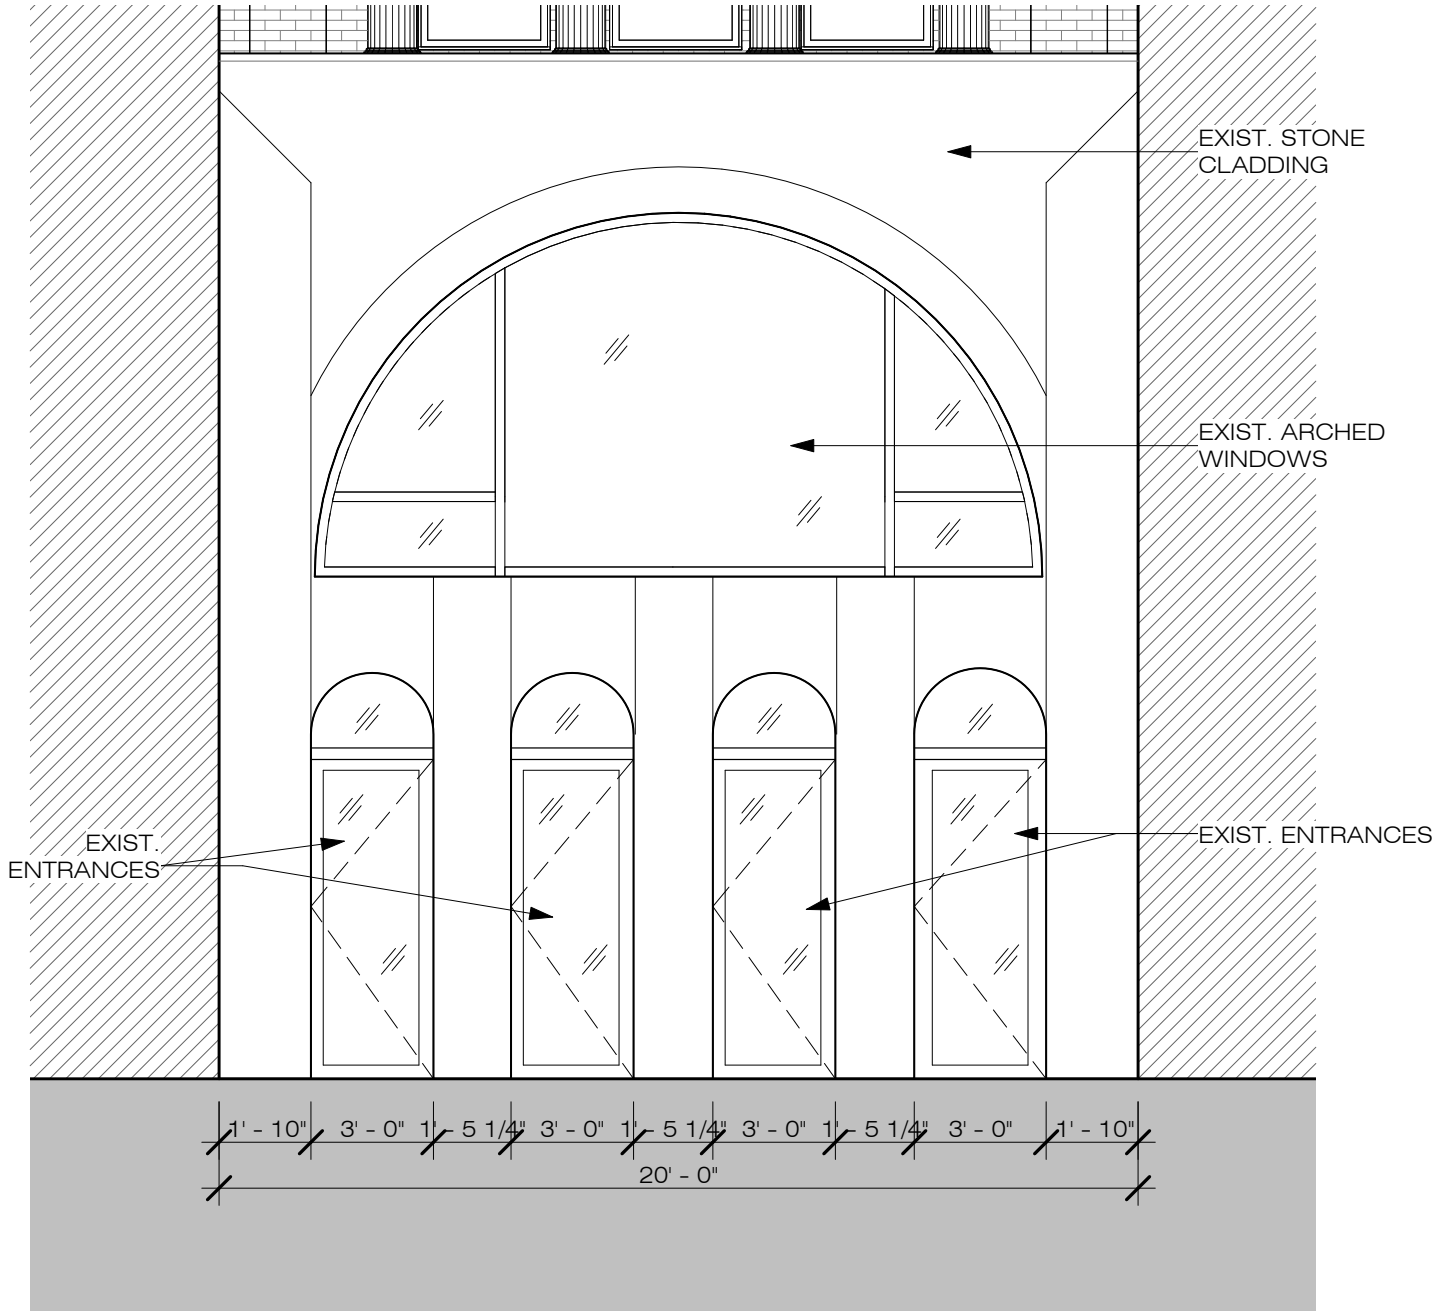 EXIST. STONE
CLADDING
EXIST. ARCHED
WINDOWS
EXIST.
ENTRANCES
EXIST. ENTRANCES
1' - 10" 3' - 0" 1' - 5 1/4" 3' - 0" 1' - 5 1/4" 3' - 0" 1' - 5 1/4" 3' - 0" 1' - 10"
20' - 0"